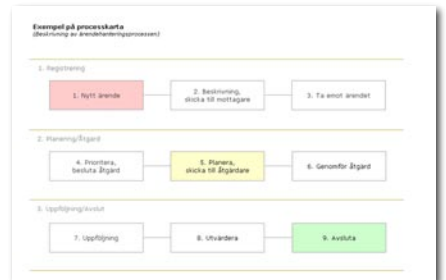 Exempel på processkarta
(Beskrivning av ärendehanteringsprocessen)
1. Registrering
1. Nytt ärende
2. Beskrivning,
skicka till mottagare
3. Ta emot ärendet
2. Planering/Åtgärd
4. Prioritera,
besluta åtgärd
5. Planera,
skicka till åtgärdare
6. Genomför åtgärd
3. Uppföljning/Avslut
7. Uppföljning
8. Utvärdera
9. Avsluta